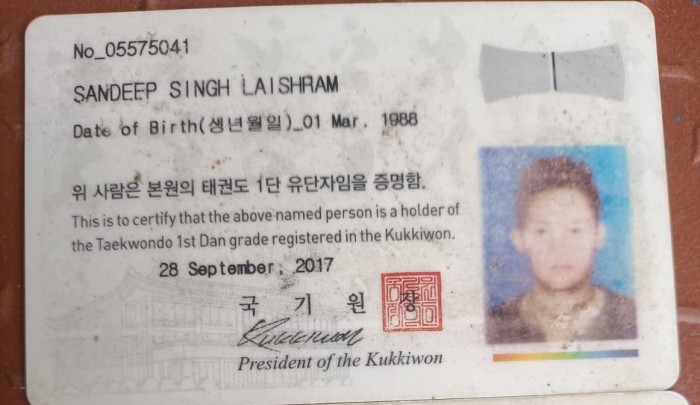 No_05575041
SANDEEP SINGH LAISHRAM
Date of Birth(생년월일)_01 Mar. 1988
위 사람은 본원의 태권도 1단 유단자임을 증명함.
This is to certify that the above named person is a holder of
the Taekwondo 1st Dan grade registered in the Kukkiwon.
28 September, 2017
국 기 원 장
Kukkiwon
President of the Kukkiwon